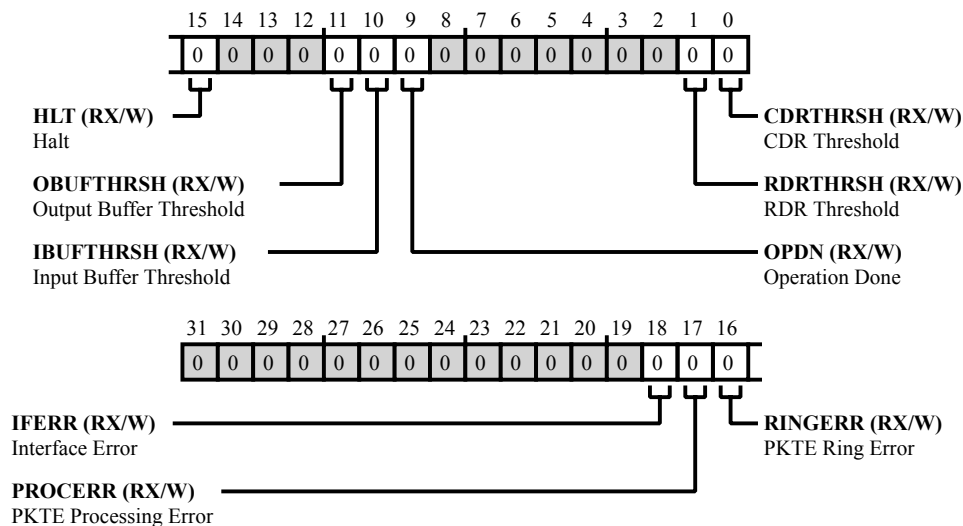 15 14 13 12 11 10 9 8 7 6 5 4 3 2 1 0
0 0 0 0 0 0 0 0 0 0 0 0 0 0 0 0
HLT (RX/W)
Halt
CDRTHRSH (RX/W)
CDR Threshold
OBUFTHRSH (RX/W)
Output Buffer Threshold
RDRTHRSH (RX/W)
RDR Threshold
IBUFTHRSH (RX/W)
Input Buffer Threshold
OPDN (RX/W)
Operation Done
31 30 29 28 27 26 25 24 23 22 21 20 19 18 17 16
0 0 0 0 0 0 0 0 0 0 0 0 0 0 0 0
IFERR (RX/W)
Interface Error
RINGERR (RX/W)
PKTE Ring Error
PROCERR (RX/W)
PKTE Processing Error